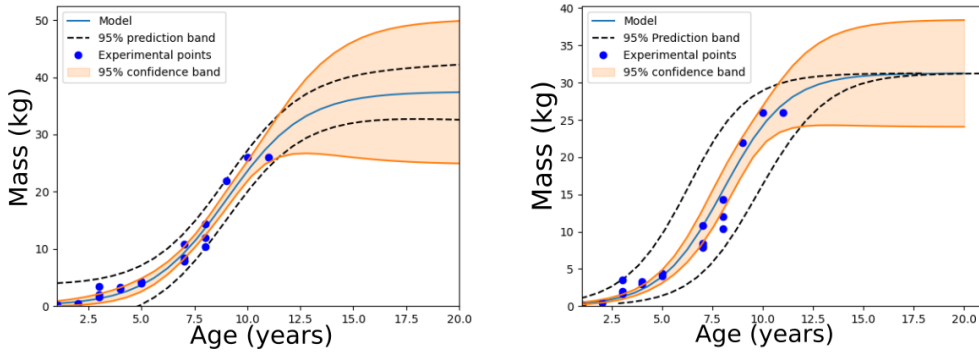 50
40
30
20
10
0
Mass (kg)
Model
95% prediction band
Experimental points
95% confidence band
2.5 5.0 7.5 10.0 12.5 15.0 17.5 20.0
Age (years)
40
35
30
25
20
15
10
5
0
Mass (kg)
Model
95% Prediction band
Experimental points
95% confidence band
2.5 5.0 7.5 10.0 12.5 15.0 17.5 20.0
Age (years)